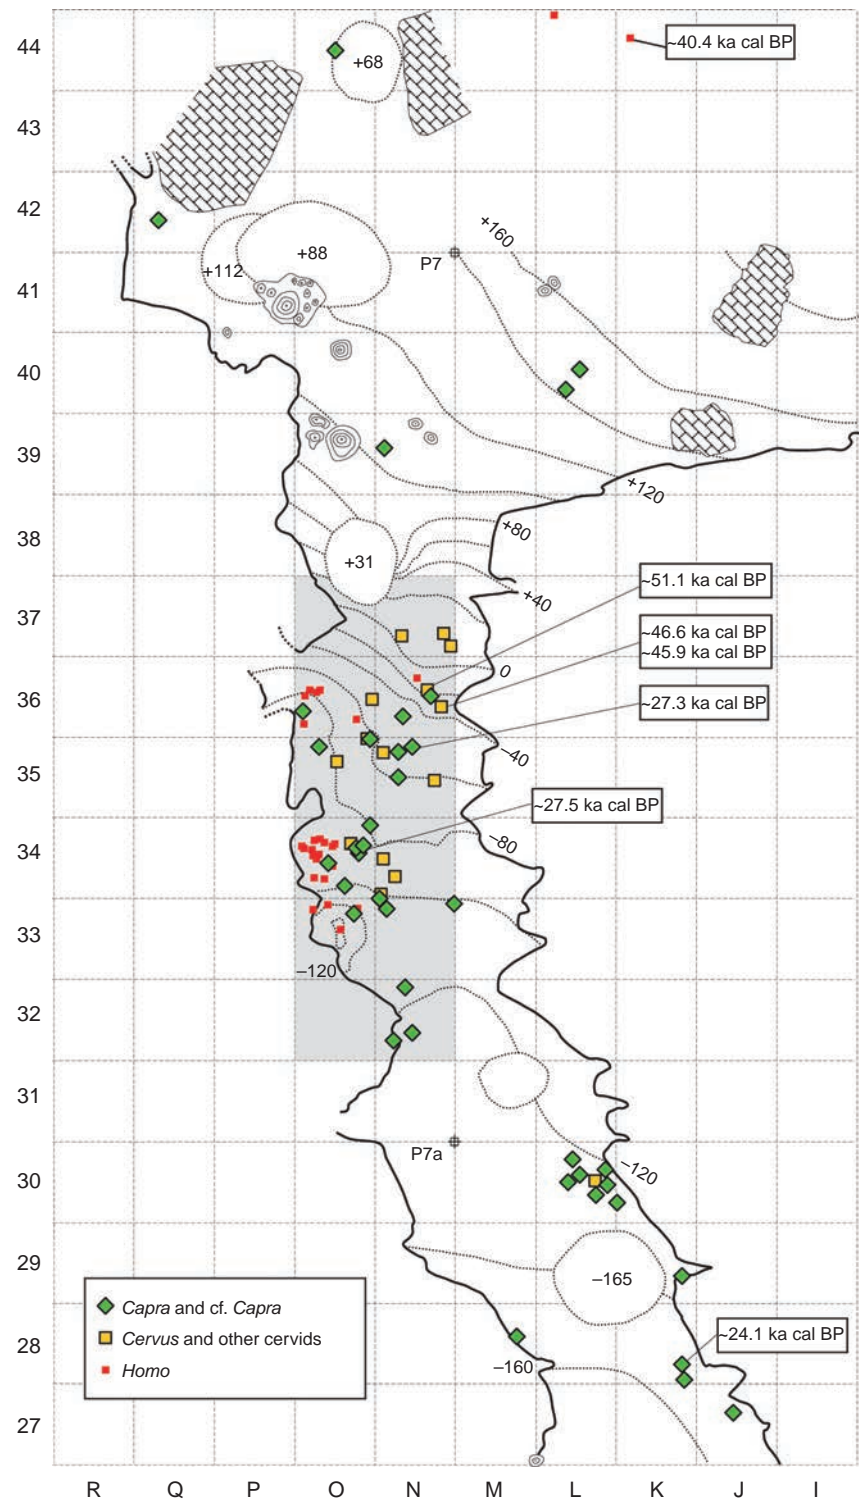 44
+68
~40.4 ka cal BP
43
42
+160
+88
P7
+112
41
40
39
+120
38
+80
+31
~51.1 ka cal BP
+40
37
~46.6 ka cal BP
~45.9 ka cal BP
0
36
~27.3 ka cal BP
−40
35
~27.5 ka cal BP
−80
34
33
−120
32
31
P7a
−120
30
29
−165
Capra and cf. Capra
~24.1 ka cal BP
Cervus and other cervids
28
−160
Homo
27
R Q P O N M L K J I